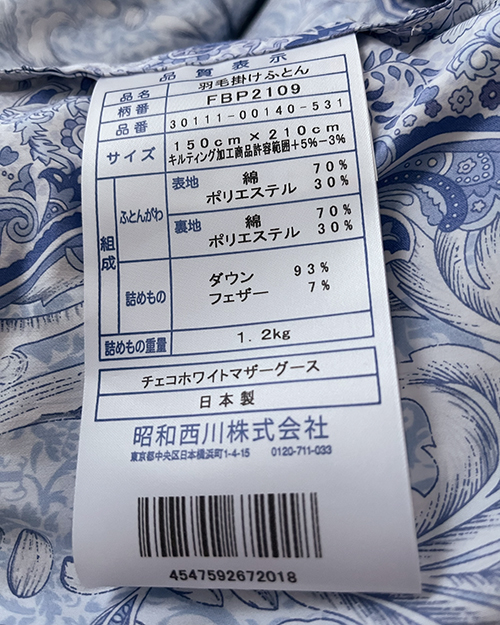 品質表示
品名 羽毛掛けふとん
柄番 FBP2109
品番 30111-00140-531
サイズ 150cm×210cm
キルティング加工商品許容範囲+5%-3%
組成
ふとんがわ
表地 綿 70%
ポリエステル 30%
裏地 綿 70%
ポリエステル 30%
詰めもの
ダウン 93%
フェザー 7%
詰めもの重量 1.2kg
チェコホワイトマザーグース
日本製
昭和西川株式会社
東京都中央区日本橋浜町1-4-15 0120-711-033
4547592672018